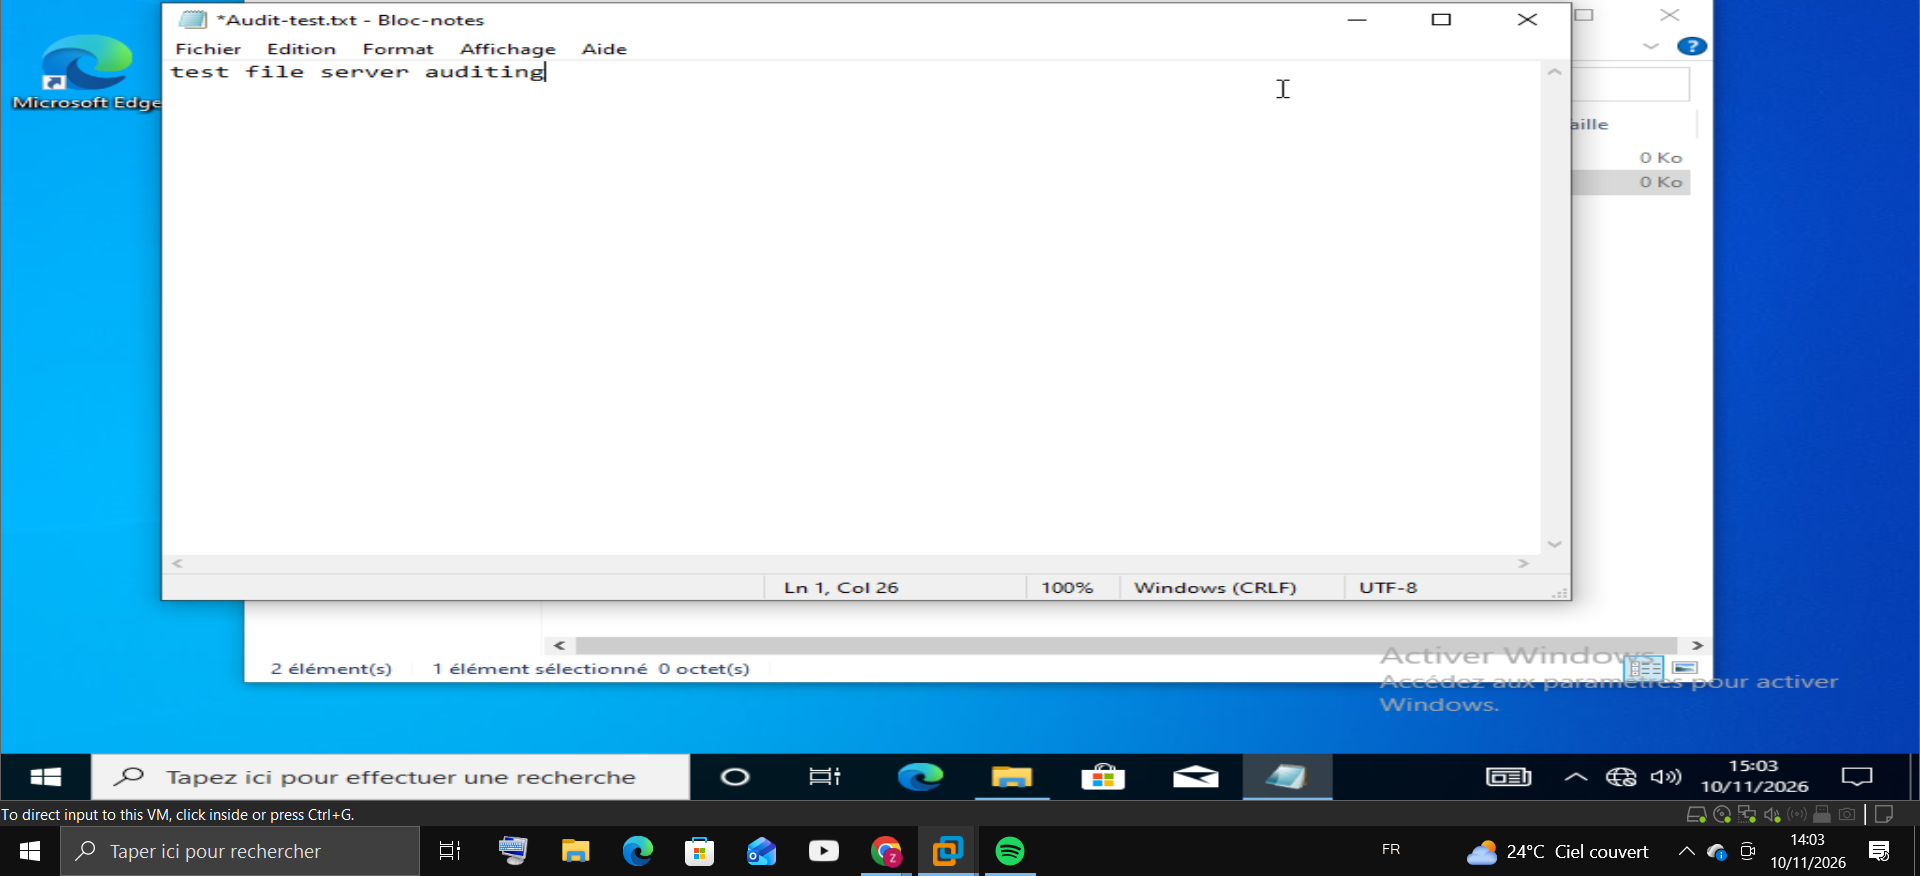 *Audit-test.txt - Bloc-notes
Fichier Edition Format Affichage Aide
test file server auditing
Microsoft Edge
?
aille
0 Ko
0 Ko
Ln 1, Col 26 100% Windows (CRLF) UTF-8
2 élément(s) 1 élément sélectionné 0 octet(s)
Activer Windows
Accédez aux paramètres pour activer
Windows.
Tapez ici pour effectuer une recherche
15:03
10/11/2026
To direct input to this VM, click inside or press Ctrl+G.
Taper ici pour rechercher
Z
FR
24°C Ciel couvert
14:03
10/11/2026